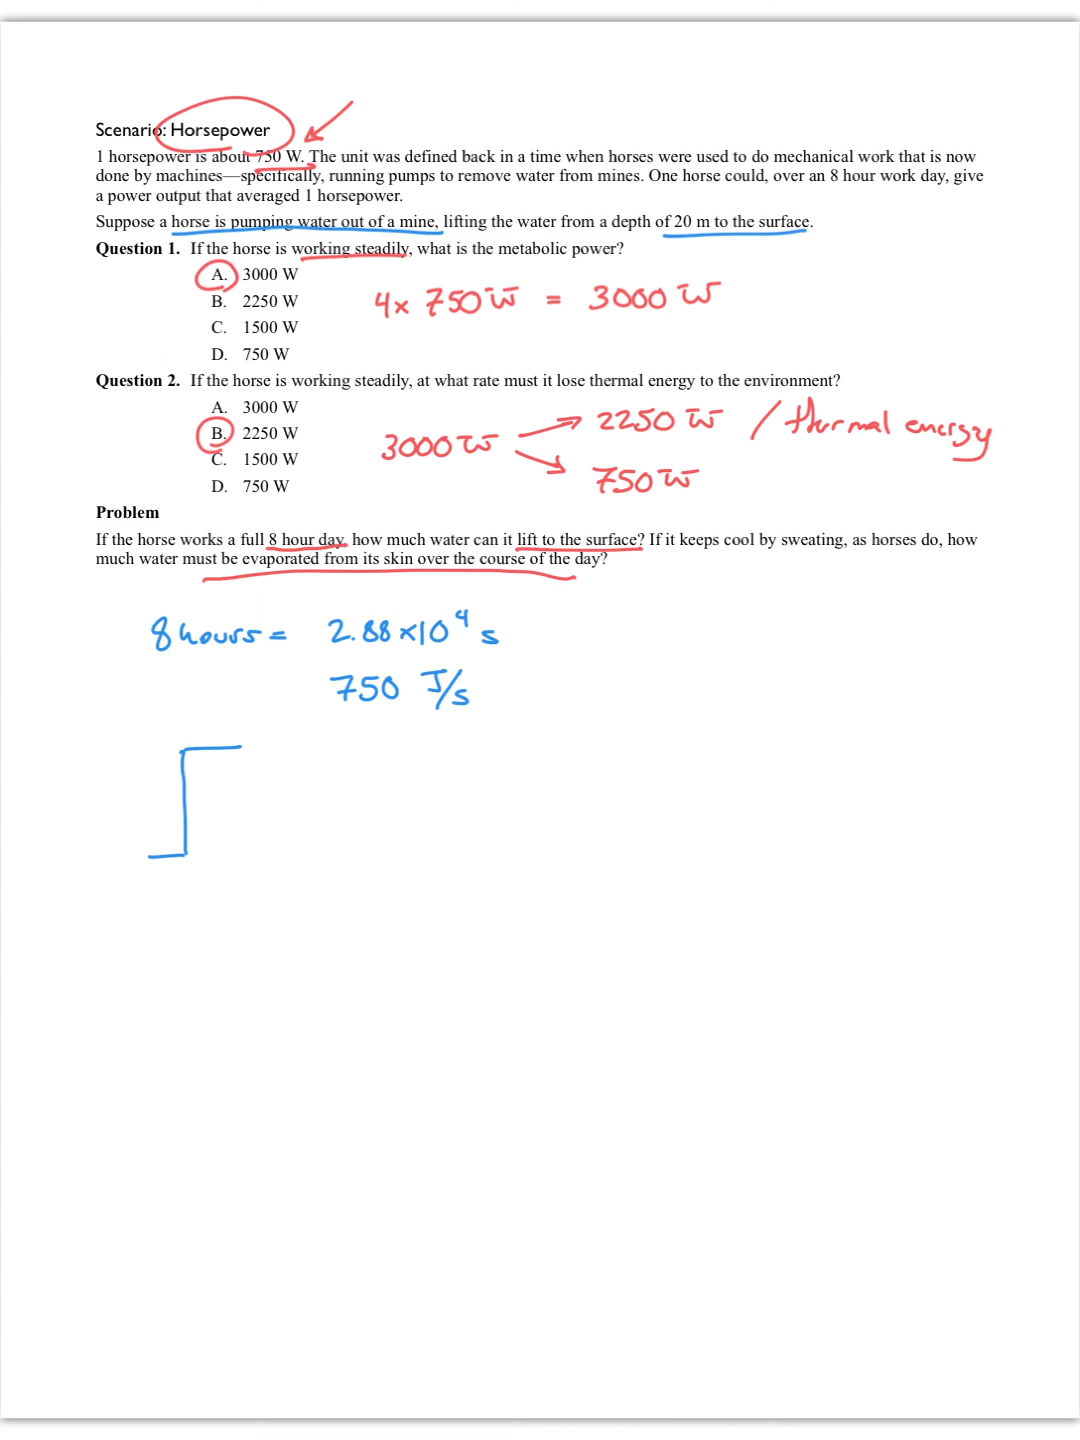 Scenario: Horsepower
1 horsepower is about 750 W. The unit was defined back in a time when horses were used to do mechanical work that is now
done by machines—specifically, running pumps to remove water from mines. One horse could, over an 8 hour work day, give
a power output that averaged 1 horsepower.
Suppose a horse is pumping water out of a mine, lifting the water from a depth of 20 m to the surface.
Question 1. If the horse is working steadily, what is the metabolic power?
A. 3000 W
B. 2250 W
C. 1500 W
D. 750 W
4x 750 W = 3000 W
Question 2. If the horse is working steadily, at what rate must it lose thermal energy to the environment?
A. 3000 W
B. 2250 W
C. 1500 W
D. 750 W
3000 W
2250 W / thermal energy
750 W
Problem
If the horse works a full 8 hour day, how much water can it lift to the surface? If it keeps cool by sweating, as horses do, how
much water must be evaporated from its skin over the course of the day?
8 hours = 2.88 x 10⁴ s
750 J/s